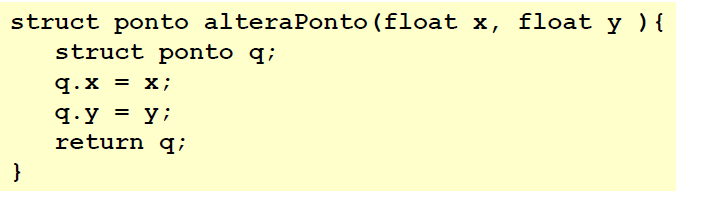 struct ponto alteraPonto(float x, float y ){
struct ponto q;
q.x = x;
q.y = y;
return q;
}